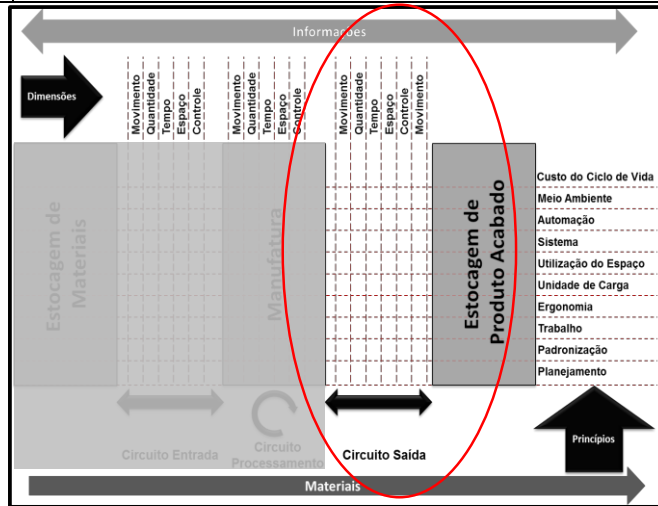 Informações
Dimensões
Movimento
Quantidade
Tempo
Espaço
Controle
Movimento
Quantidade
Tempo
Espaço
Controle
Movimento
Quantidade
Tempo
Espaço
Controle
Movimento
Estocagem de
Materiais
Manufatura
Estocagem de
Produto Acabado
Custo do Ciclo de Vida
Meio Ambiente
Automação
Sistema
Utilização do Espaço
Unidade de Carga
Ergonomia
Trabalho
Padronização
Planejamento
Circuito Entrada
Circuito
Processamento
Circuito Saída
Princípios
Materiais